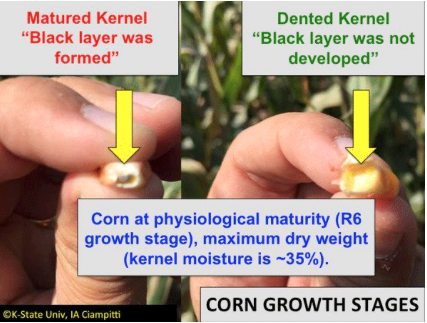 Matured Kernel
“Black layer was
formed”
Dented Kernel
“Black layer was not
developed”
Corn at physiological maturity (R6
growth stage), maximum dry weight
(kernel moisture is ~35%).
©K-State Univ, IA Ciampitti
CORN GROWTH STAGES